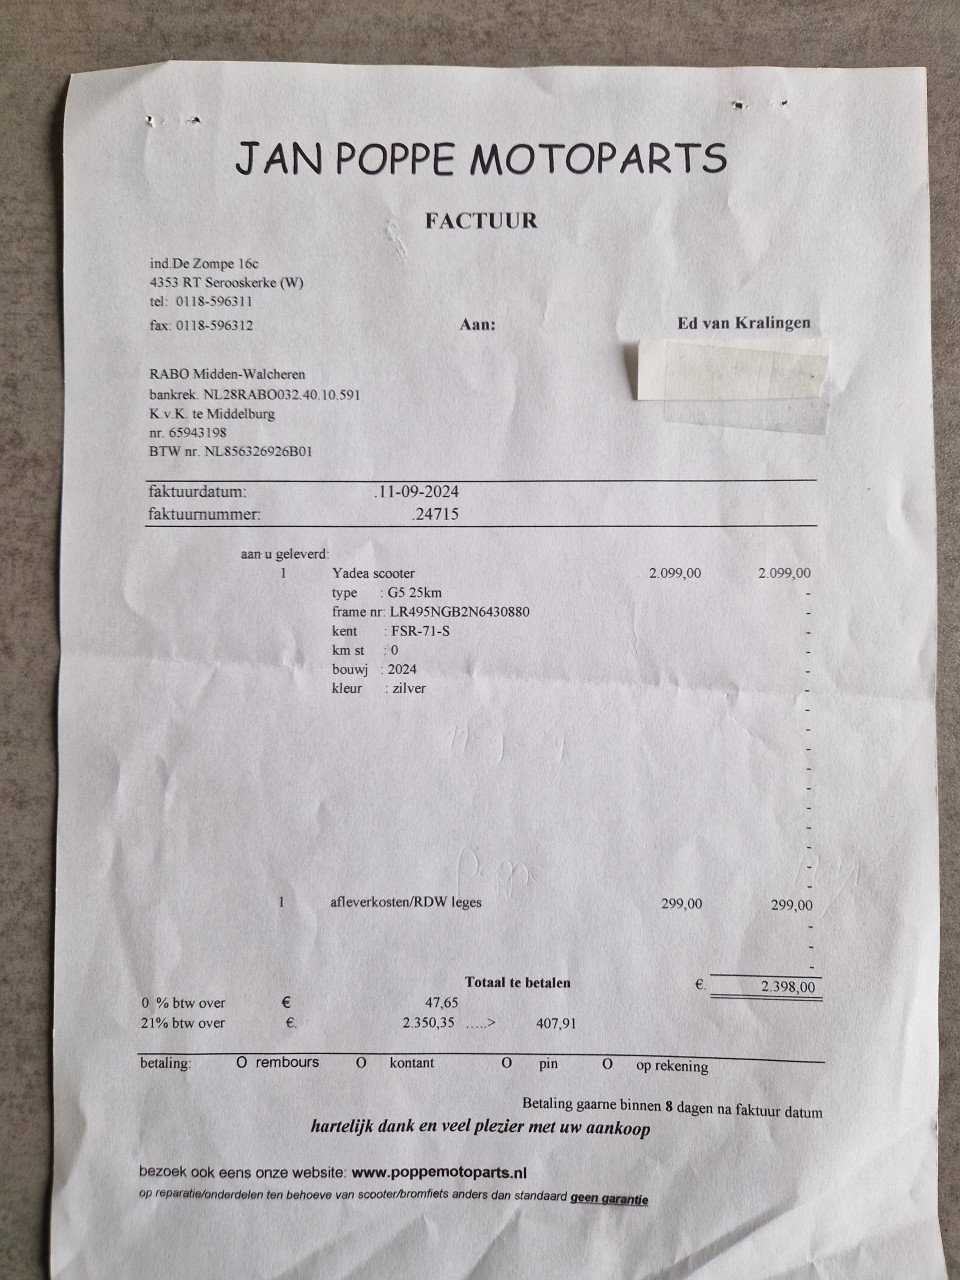 JAN POPPE MOTOPARTS
FACTUUR
ind.De Zompe 16c
4353 RT Serooskerke (W)
tel: 0118-596311
fax: 0118-596312 Aan: Ed van Kralingen
RABO Midden-Walcheren
bankrek. NL28RABO032.40.10.591
K.v.K. te Middelburg
nr. 65943198
BTW nr. NL856326926B01
faktuurdatum: .11-09-2024
faktuurnummer: .24715
aan u geleverd:
1 Yadea scooter 2.099,00 2.099,00
type : G5 25km -
frame nr: LR495NGB2N6430880 -
kent : FSR-71-S -
km st : 0 -
bouwj : 2024 -
kleur : zilver -
-
-
-
-
-
-
-
-
-
-
1 afleverkosten/RDW leges 299,00 299,00
-
-
-
Totaal te betalen €. 2.398,00
0 % btw over € 47,65
21% btw over €. 2.350,35 .....> 407,91
betaling: O rembours O kontant O pin O op rekening
Betaling gaarne binnen 8 dagen na faktuur datum
hartelijk dank en veel plezier met uw aankoop
bezoek ook eens onze website: www.poppemotoparts.nl
op reparatie/onderdelen ten behoeve van scooter/bromfiets anders dan standaard geen garantie